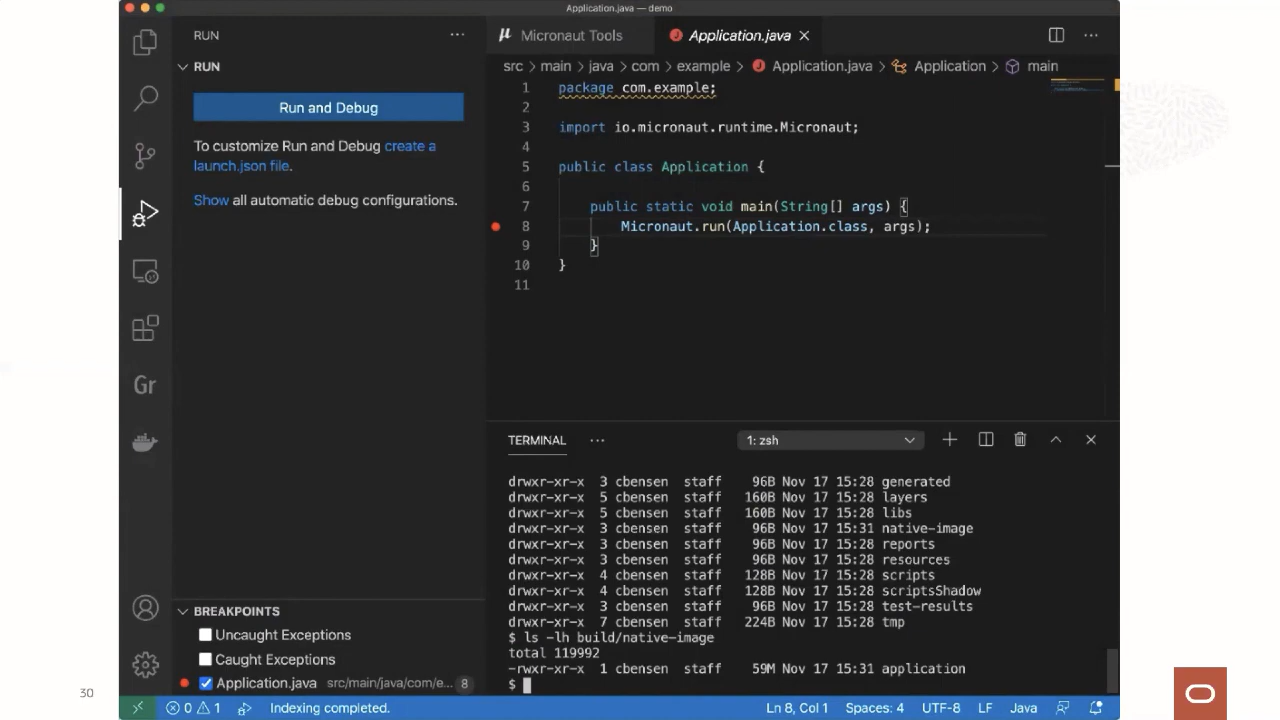 Application.java — demo
RUN
RUN
Run and Debug
To customize Run and Debug create a
launch.json file.
Show all automatic debug configurations.
Gr
BREAKPOINTS
Uncaught Exceptions
Caught Exceptions
Application.java src/main/java/com/e... 8
μ Micronaut Tools
Application.java
src > main > java > com > example > Application.java > Application > main
1 package com.example;
2
3 import io.micronaut.runtime.Micronaut;
4
5 public class Application {
6
7 public static void main(String[] args) {
8 Micronaut.run(Application.class, args);
9 }
10 }
11
TERMINAL
1: zsh
drwxr-xr-x 3 cbensen staff 96B Nov 17 15:28 generated
drwxr-xr-x 5 cbensen staff 160B Nov 17 15:28 layers
drwxr-xr-x 5 cbensen staff 160B Nov 17 15:28 libs
drwxr-xr-x 3 cbensen staff 96B Nov 17 15:31 native-image
drwxr-xr-x 3 cbensen staff 96B Nov 17 15:28 reports
drwxr-xr-x 3 cbensen staff 96B Nov 17 15:28 resources
drwxr-xr-x 4 cbensen staff 128B Nov 17 15:28 scripts
drwxr-xr-x 4 cbensen staff 128B Nov 17 15:28 scriptsShadow
drwxr-xr-x 3 cbensen staff 96B Nov 17 15:28 test-results
drwxr-xr-x 7 cbensen staff 224B Nov 17 15:28 tmp
$ ls -lh build/native-image
total 119992
-rwxr-xr-x 1 cbensen staff 59M Nov 17 15:31 application
$
0 1 Indexing completed.
Ln 8, Col 1 Spaces: 4 UTF-8 LF Java
30